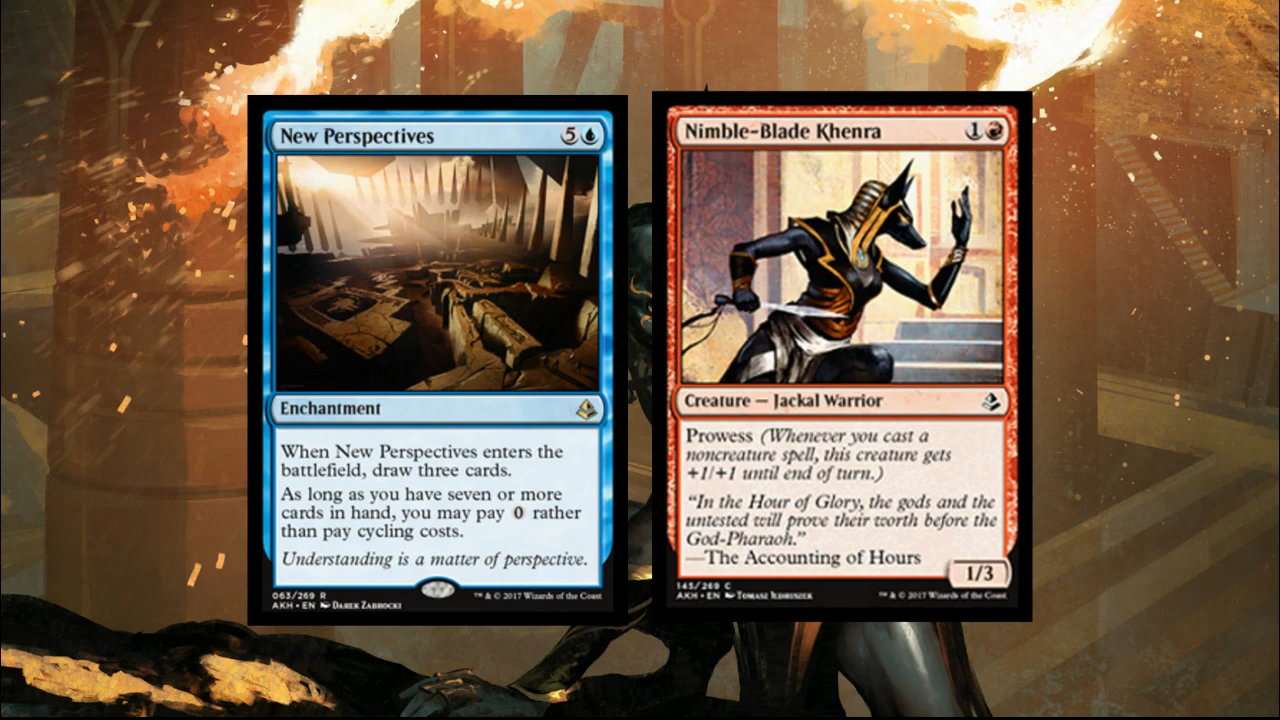 New Perspectives 5
Enchantment
When New Perspectives enters the
battlefield, draw three cards.
As long as you have seven or more
cards in hand, you may pay 0 rather
than pay cycling costs.
Understanding is a matter of perspective.
063/269 R
AKH • EN DAREK ZABROCKI
™ & © 2017 Wizards of the Coast
Nimble-Blade Khenra 1
Creature — Jackal Warrior
Prowess (Whenever you cast a
noncreature spell, this creature gets
+1/+1 until end of turn.)
“In the Hour of Glory, the gods and the
untested will prove their worth before the
God-Pharaoh.”
—The Accounting of Hours
1/3
145/269 C
AKH • EN TOMASZ JEDRUSZEK
™ & © 2017 Wizards of the Coast